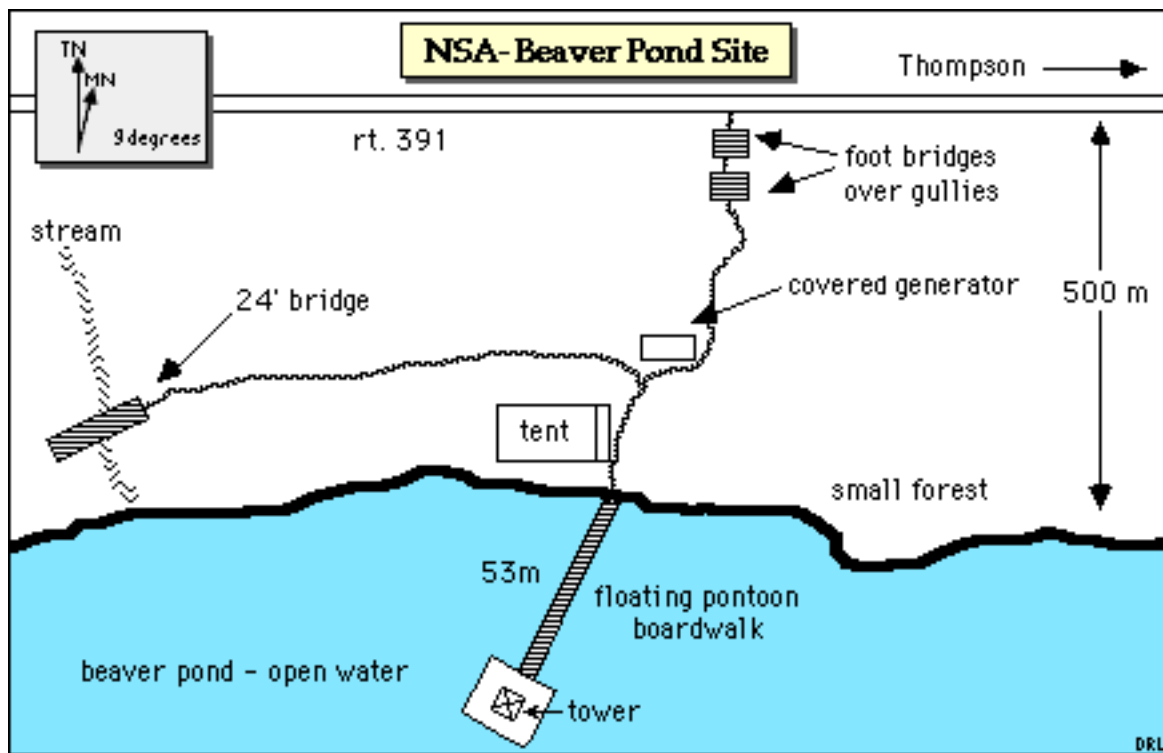 NSA-Beaver Pond Site
TN
MN
9 degrees
Thompson
rt. 391
foot bridges
over gullies
stream
24' bridge
covered generator
500 m
tent
small forest
53m
floating pontoon
boardwalk
beaver pond - open water
tower
DRL